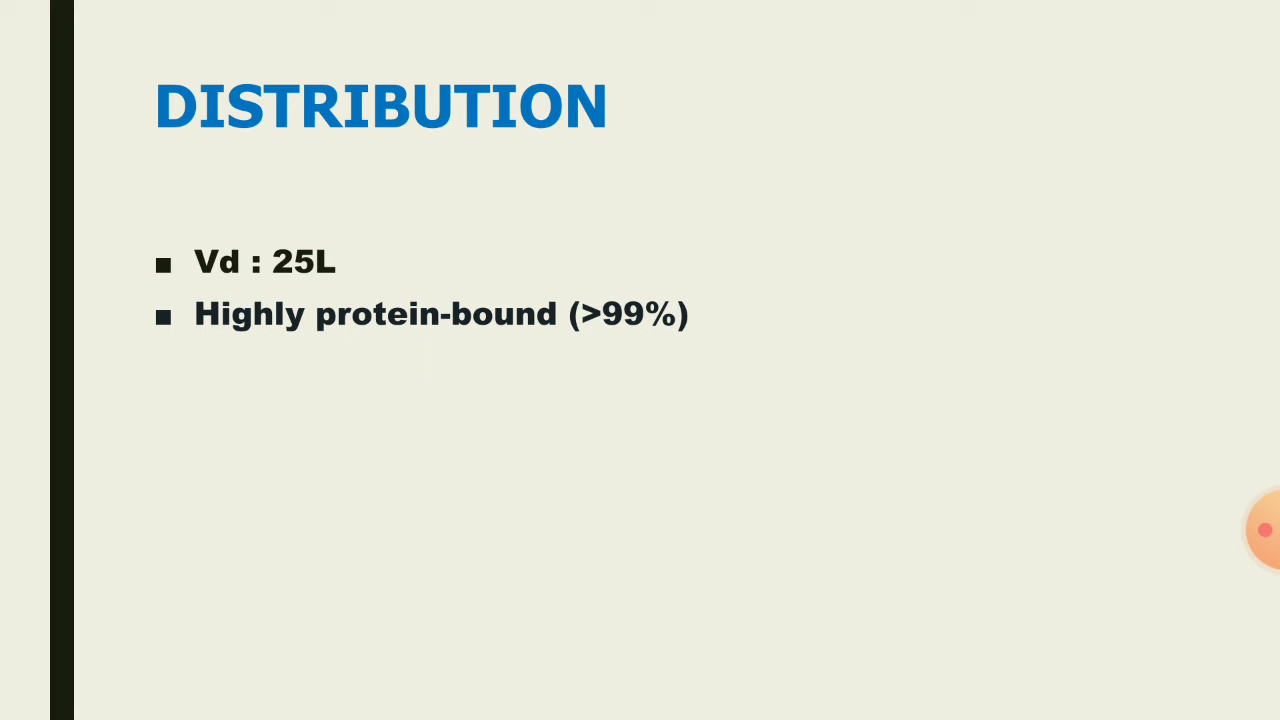 DISTRIBUTION
▪ Vd : 25L
▪ Highly protein-bound (>99%)